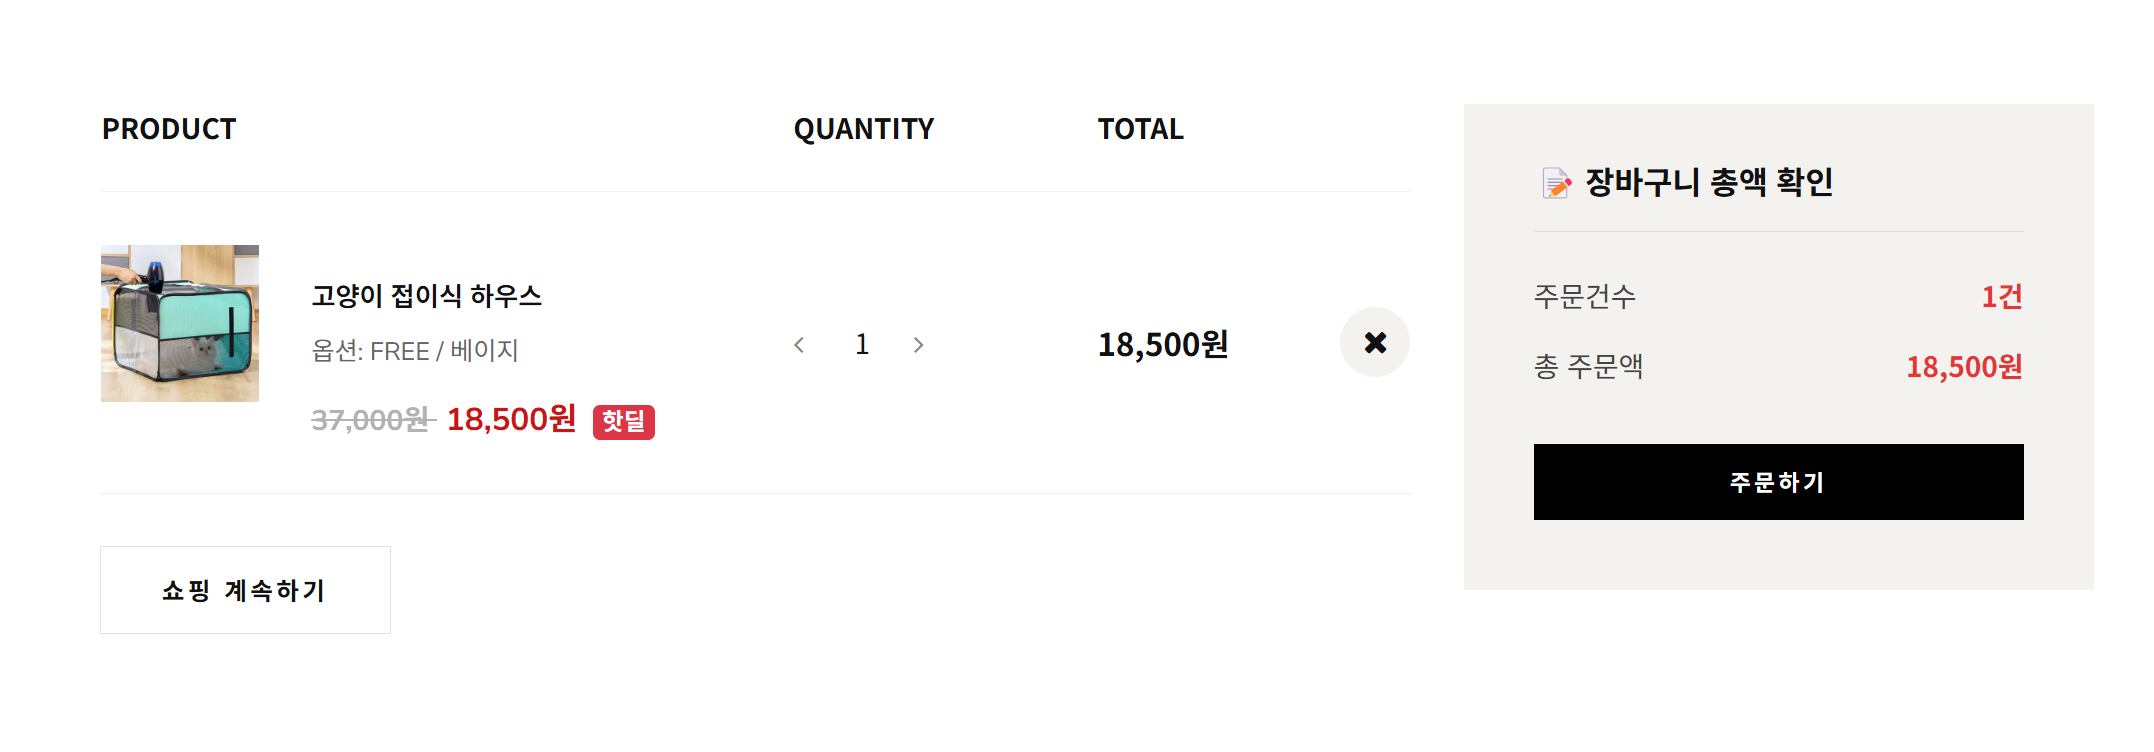 PRODUCT QUANTITY TOTAL
고양이 접이식 하우스
옵션: FREE / 베이지
37,000원 18,500원 핫딜
1
18,500원
쇼핑 계속하기
장바구니 총액 확인
주문건수 1건
총 주문액 18,500원
주문하기